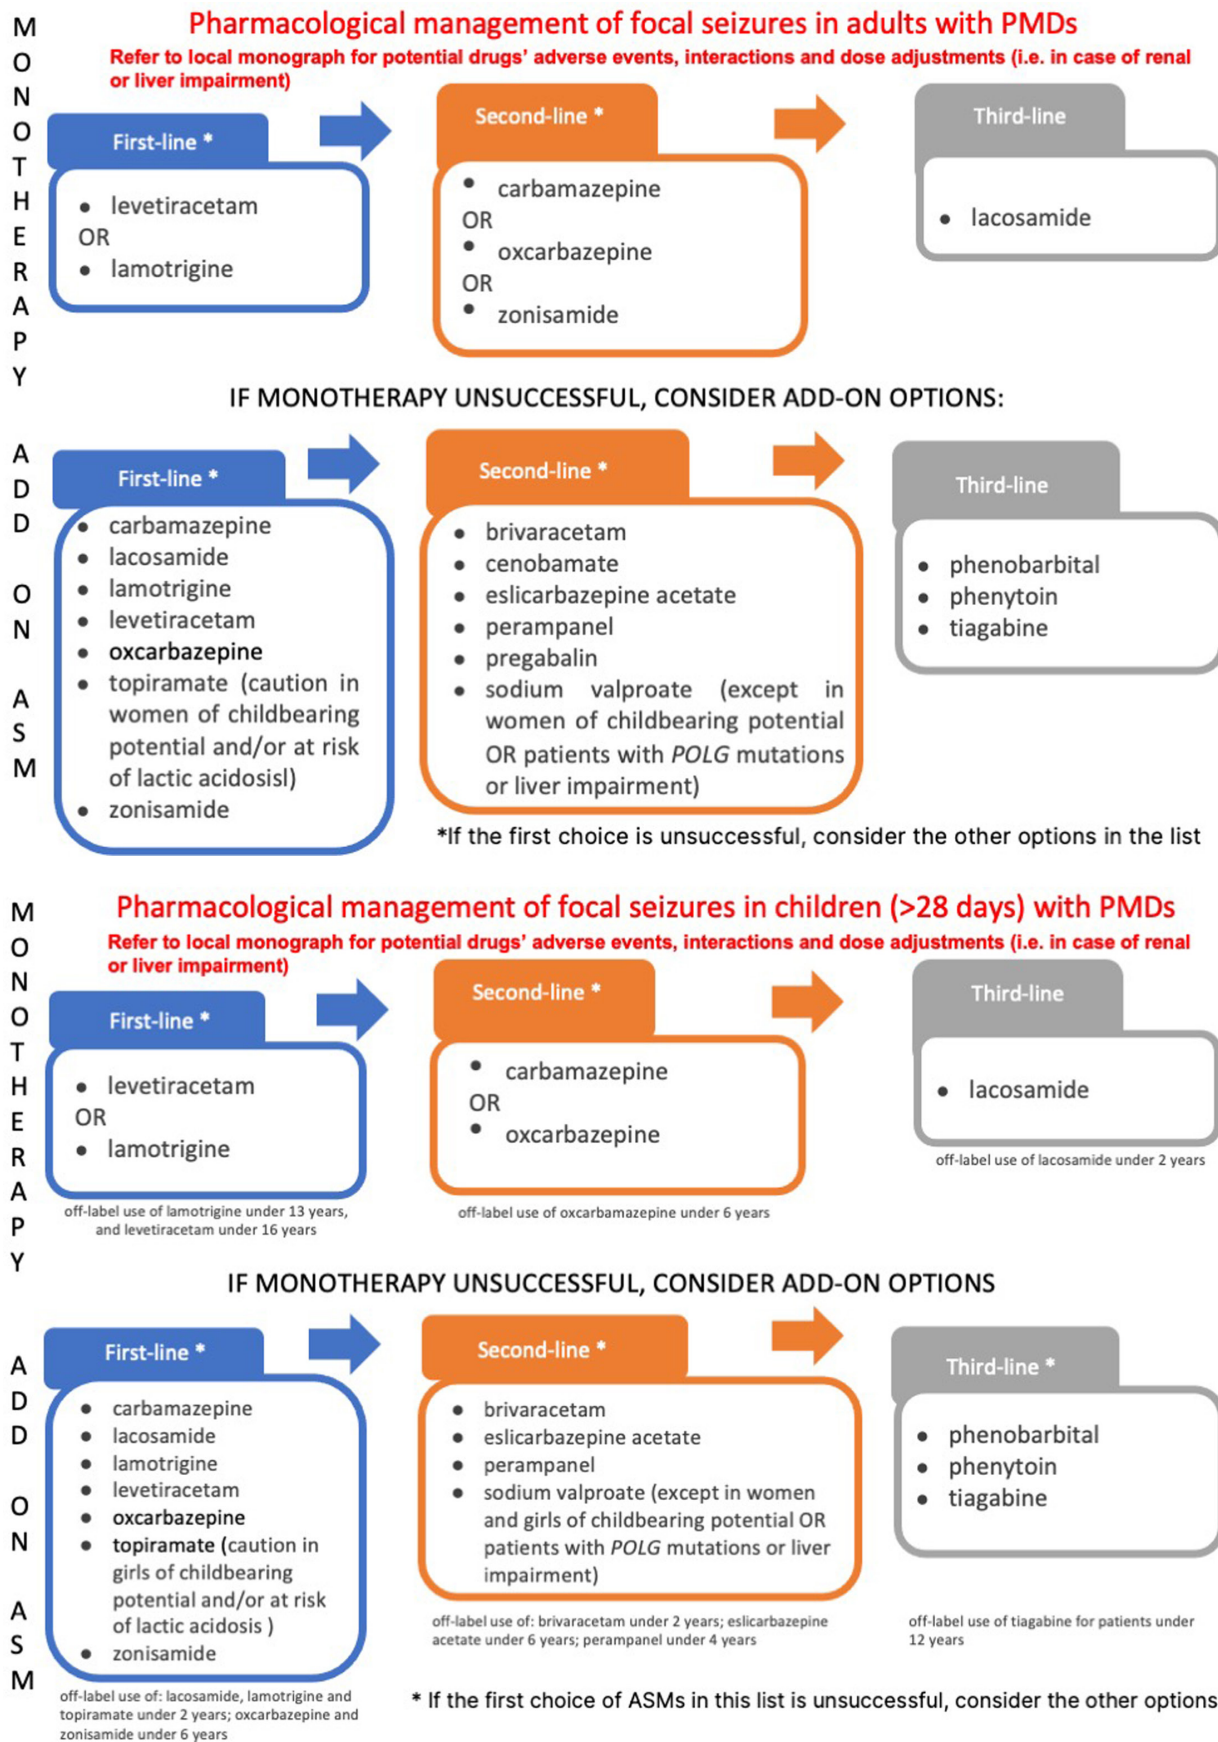 MONOTHERAPY
Pharmacological management of focal seizures in adults with PMDs
Refer to local monograph for potential drugs' adverse events, interactions and dose adjustments (i.e. in case of renal
or liver impairment)
First-line *
• levetiracetam
OR
• lamotrigine
Second-line *
• carbamazepine
OR
• oxcarbazepine
OR
• zonisamide
Third-line
• lacosamide
IF MONOTHERAPY UNSUCCESSFUL, CONSIDER ADD-ON OPTIONS:
ADD ON ASM
First-line *
• carbamazepine
• lacosamide
• lamotrigine
• levetiracetam
• oxcarbazepine
• topiramate (caution in
women of childbearing
potential and/or at risk
of lactic acidosisl)
• zonisamide
Second-line *
• brivaracetam
• cenobamate
• eslicarbazepine acetate
• perampanel
• pregabalin
• sodium valproate (except in
women of childbearing potential
OR patients with POLG mutations
or liver impairment)
Third-line
• phenobarbital
• phenytoin
• tiagabine
*If the first choice is unsuccessful, consider the other options in the list
MONOTHERAPY
Pharmacological management of focal seizures in children (>28 days) with PMDs
Refer to local monograph for potential drugs' adverse events, interactions and dose adjustments (i.e. in case of renal
or liver impairment)
First-line *
• levetiracetam
OR
• lamotrigine
off-label use of lamotrigine under 13 years,
and levetiracetam under 16 years
Second-line *
• carbamazepine
OR
• oxcarbazepine
off-label use of oxcarbamazepine under 6 years
Third-line
• lacosamide
off-label use of lacosamide under 2 years
IF MONOTHERAPY UNSUCCESSFUL, CONSIDER ADD-ON OPTIONS
ADD ON ASM
First-line *
• carbamazepine
• lacosamide
• lamotrigine
• levetiracetam
• oxcarbazepine
• topiramate (caution in
girls of childbearing
potential and/or at risk
of lactic acidosis )
• zonisamide
off-label use of: lacosamide, lamotrigine and
topiramate under 2 years; oxcarbazepine and
zonisamide under 6 years
Second-line *
• brivaracetam
• eslicarbazepine acetate
• perampanel
• sodium valproate (except in women
and girls of childbearing potential OR
patients with POLG mutations or liver
impairment)
off-label use of: brivaracetam under 2 years; eslicarbazepine
acetate under 6 years; perampanel under 4 years
Third-line *
• phenobarbital
• phenytoin
• tiagabine
off-label use of tiagabine for patients under
12 years
* If the first choice of ASMs in this list is unsuccessful, consider the other options